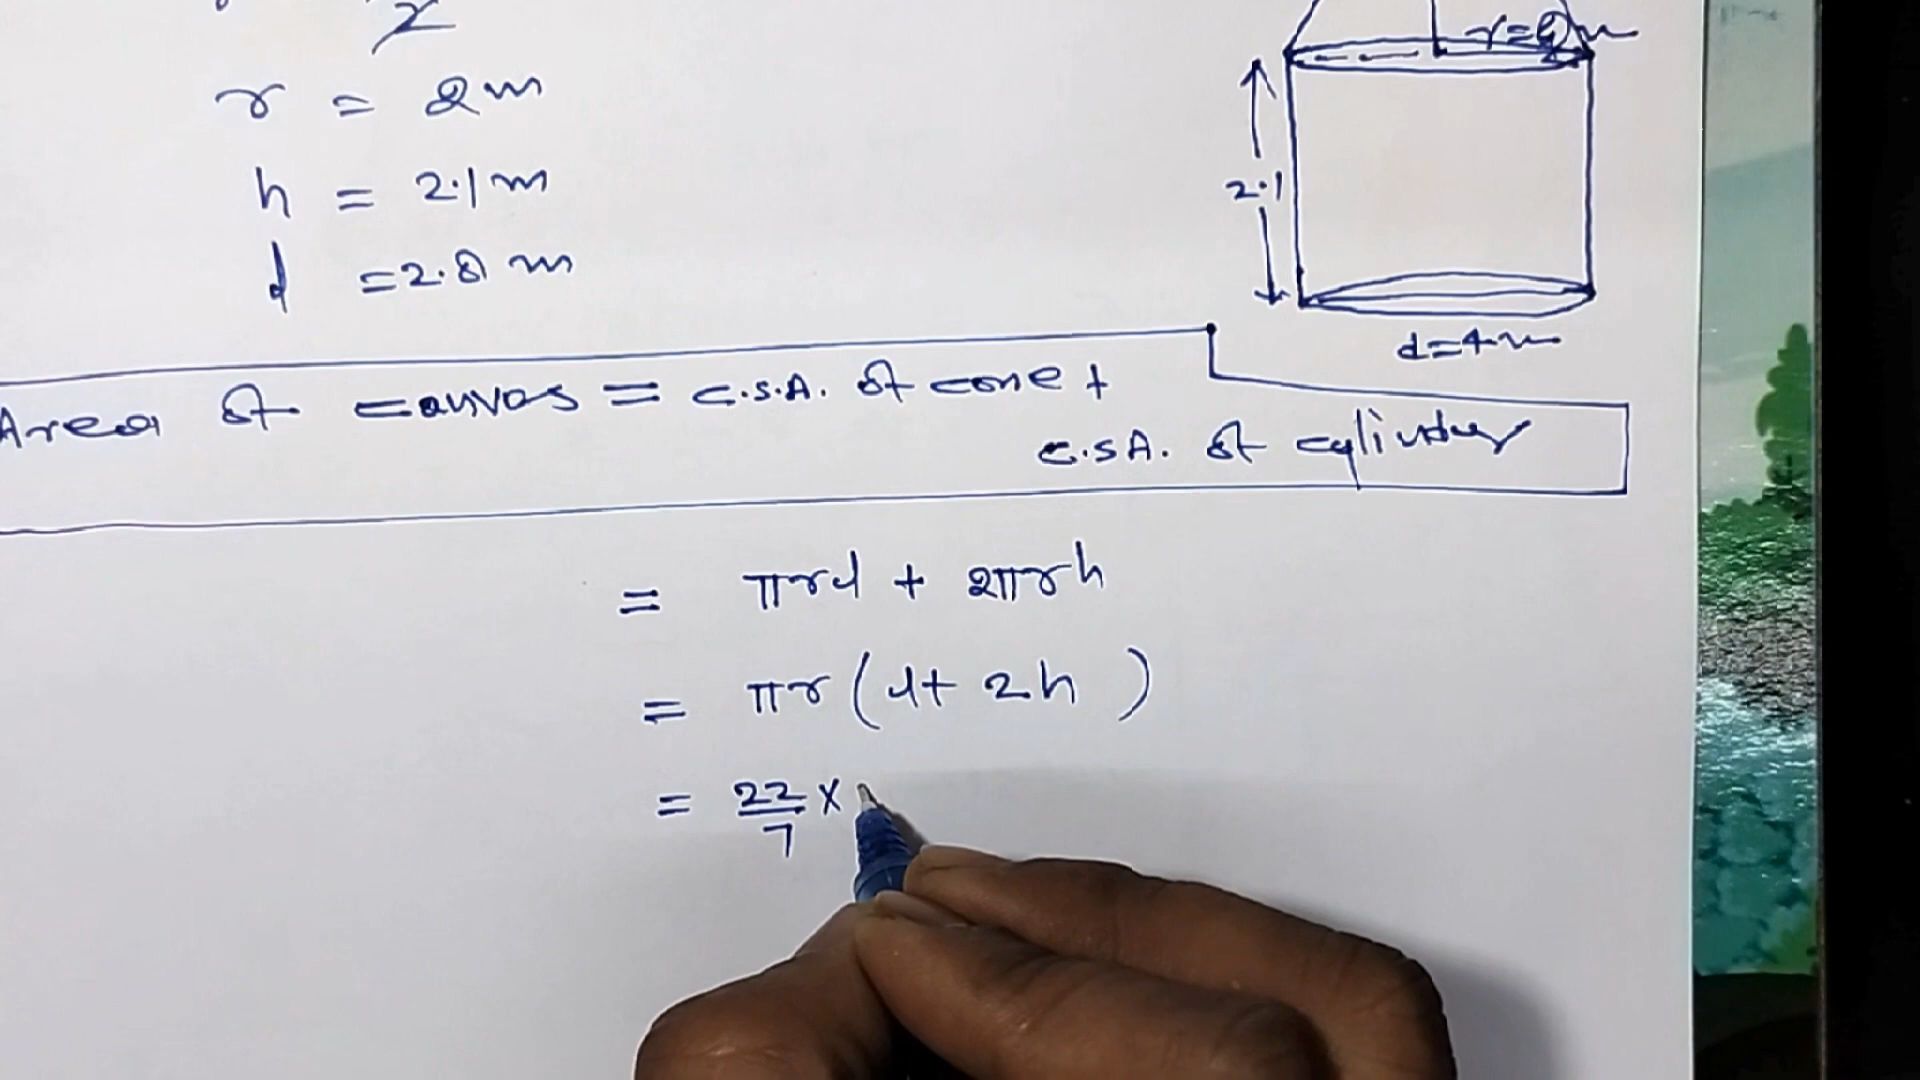 2
r = 2m
h = 2.1m
l = 2.8 m
r=2m
2.1
d=4m
Area of canvas = C.S.A. of cone +
C.S.A. of cylinder
= πrl + 2πrh
= πr(l + 2h )
= 22/7 ×